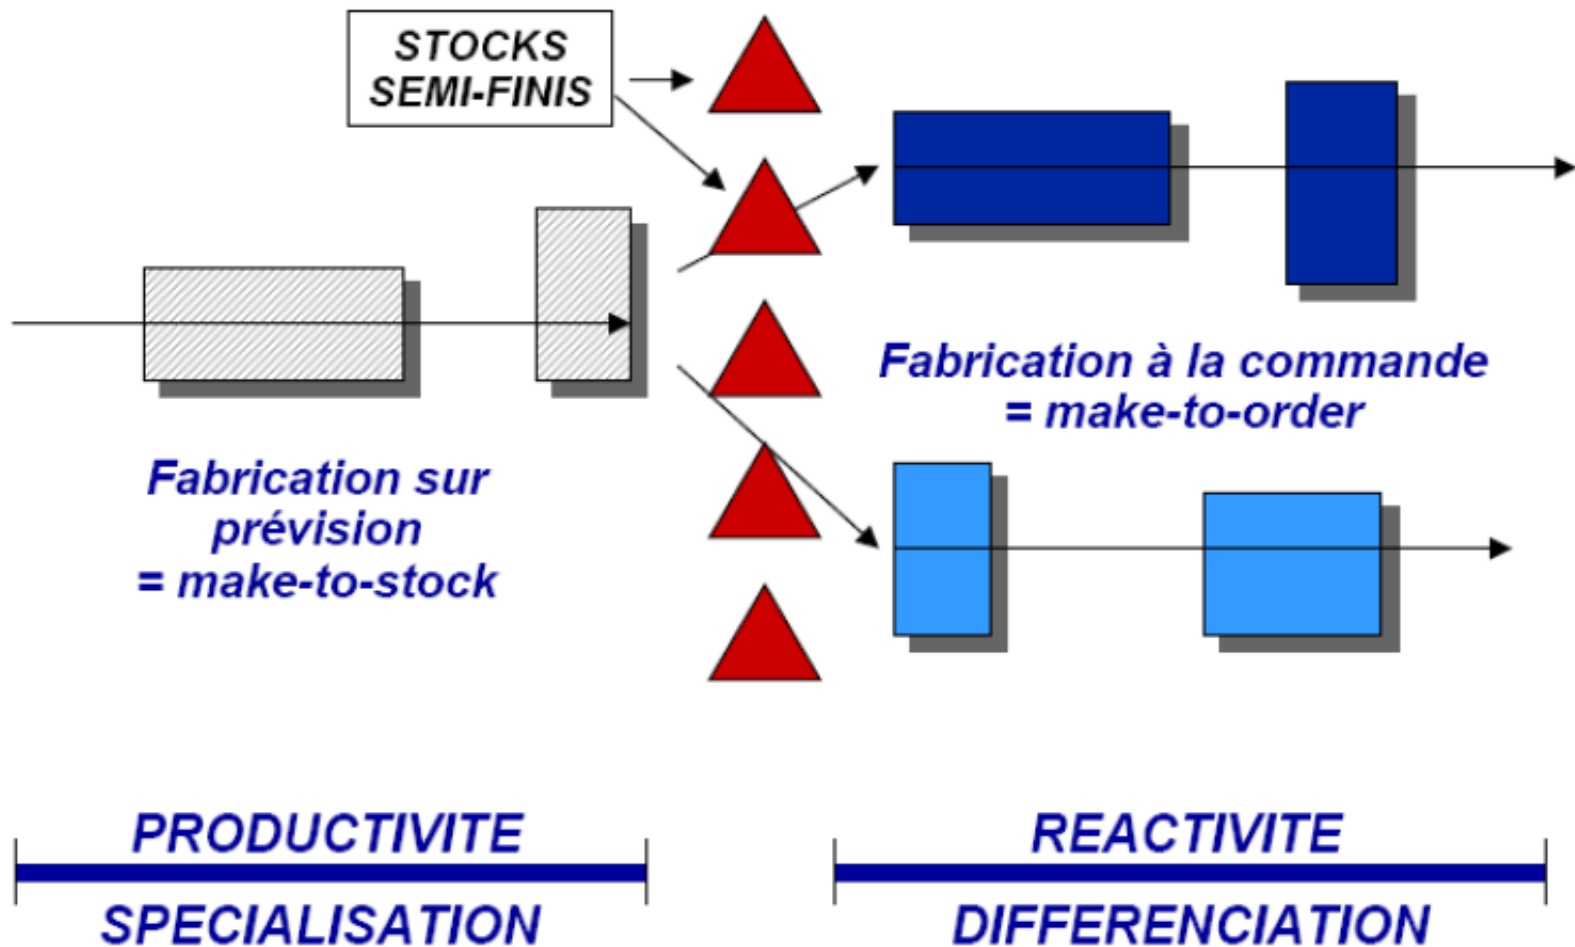 STOCKS
SEMI-FINIS
Fabrication sur
prévision
= make-to-stock
Fabrication à la commande
= make-to-order
PRODUCTIVITE
SPECIALISATION
REACTIVITE
DIFFERENCIATION